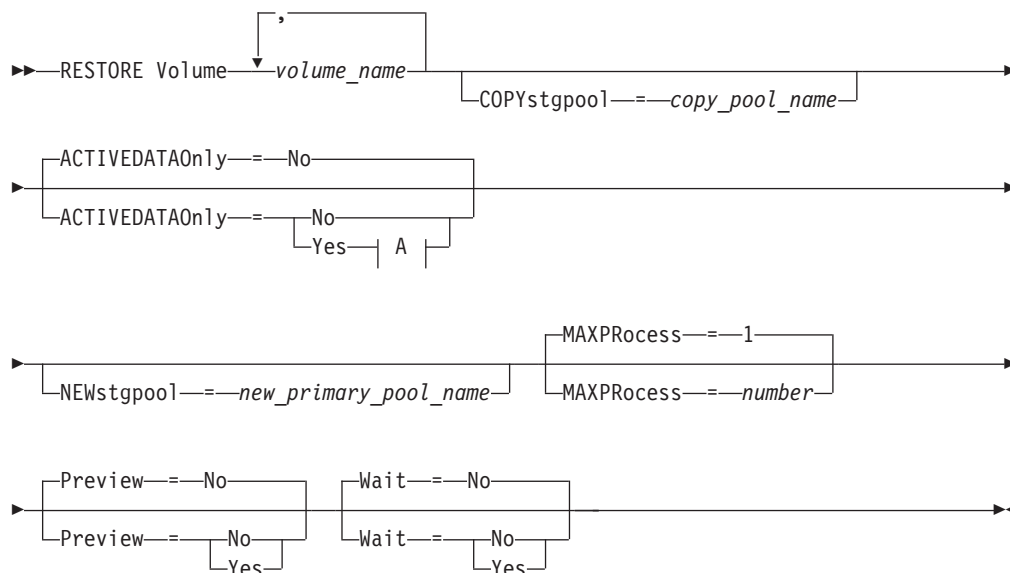 ,
RESTORE Volume volume_name
COPYstgpool = copy_pool_name
ACTIVEDATAOnly = No
ACTIVEDATAOnly = No
Yes A
MAXPRocess = 1
NEWstgpool = new_primary_pool_name MAXPRocess = number
Preview = No Wait = No
Preview = No Wait = No
Yes Yes